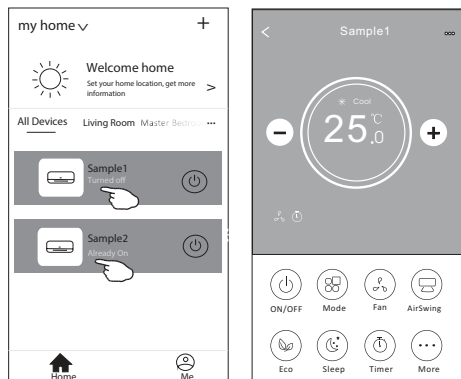 my home
Welcome home
Set your home location, get more
information
All Devices Living Room Master Bedroo
Sample1
Turned off
Sample2
Already On
Home Me
Sample1
Cool
25.0 ℃
ON/OFF Mode Fan AirSwing
Eco Sleep Timer More